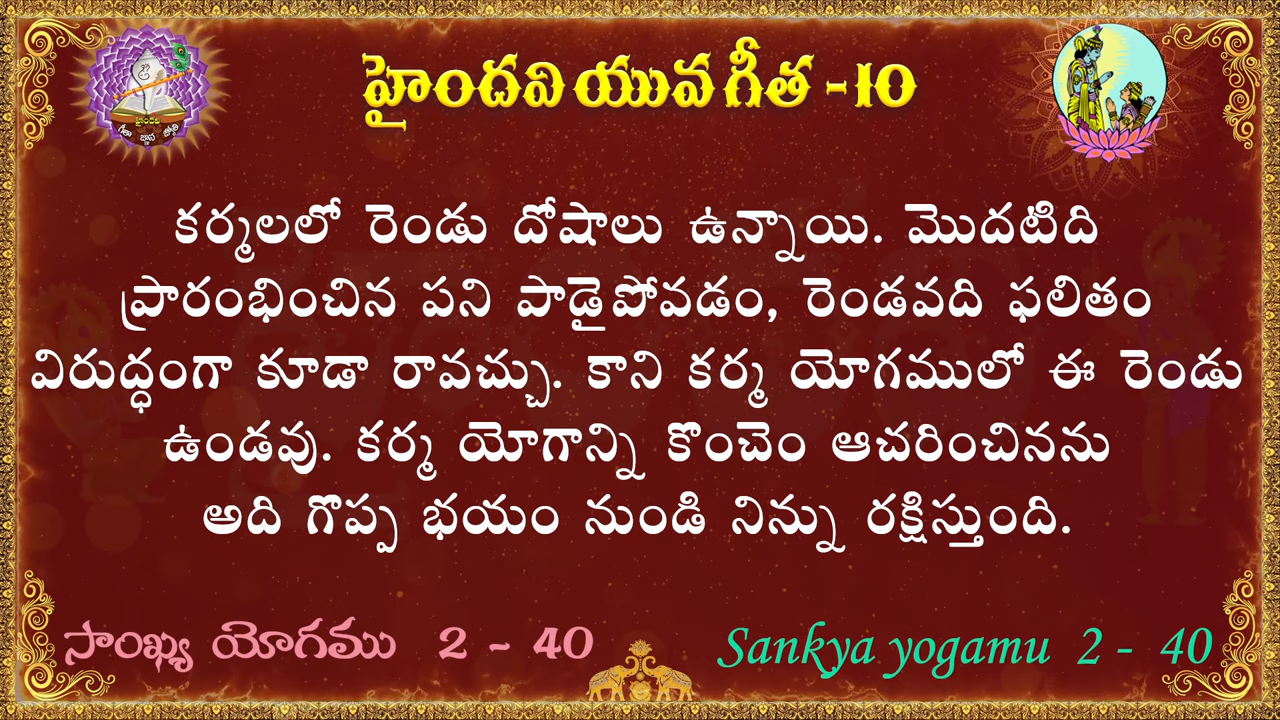 హైందవి యువ గీత -10
హైందవి
గీతా జ్ఞాన జ్యోతి
కర్మలలో రెండు దోషాలు ఉన్నాయి. మొదటిది
ప్రారంభించిన పని పాడైపోవడం, రెండవది ఫలితం
విరుద్ధంగా కూడా రావచ్చు. కాని కర్మ యోగములో ఈ రెండు
ఉండవు. కర్మ యోగాన్ని కొంచెం ఆచరించినను
అది గొప్ప భయం నుండి నిన్ను రక్షిస్తుంది.
సాంఖ్య యోగము 2 - 40
Sankya yogamu 2 - 40